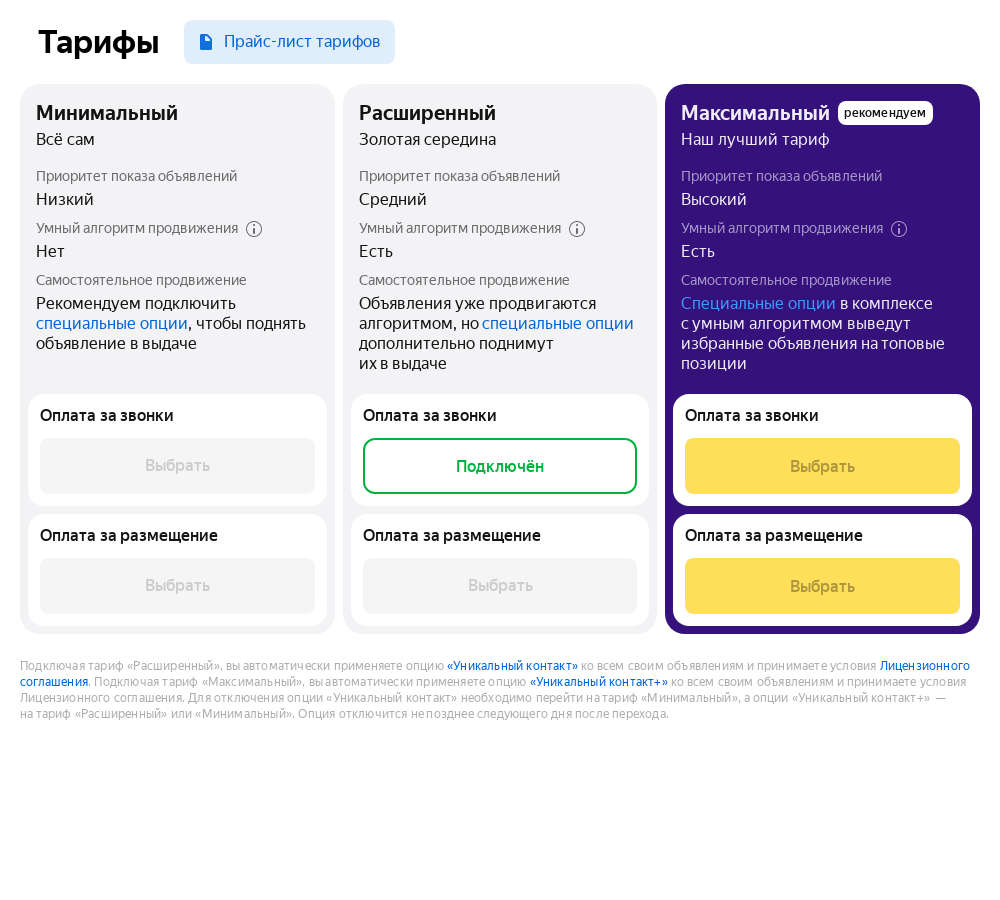 Тарифы
Прайс-лист тарифов
Минимальный
Всё сам
Приоритет показа объявлений
Низкий
Умный алгоритм продвижения
Нет
Самостоятельное продвижение
Рекомендуем подключить
специальные опции, чтобы поднять
объявление в выдаче
Оплата за звонки
Выбрать
Оплата за размещение
Выбрать
Расширенный
Золотая середина
Приоритет показа объявлений
Средний
Умный алгоритм продвижения
Есть
Самостоятельное продвижение
Объявления уже продвигаются
алгоритмом, но специальные опции
дополнительно поднимут
их в выдаче
Оплата за звонки
Подключён
Оплата за размещение
Выбрать
Максимальный рекомендуем
Наш лучший тариф
Приоритет показа объявлений
Высокий
Умный алгоритм продвижения
Есть
Самостоятельное продвижение
Специальные опции в комплексе
с умным алгоритмом выведут
избранные объявления на топовые
позиции
Оплата за звонки
Выбрать
Оплата за размещение
Выбрать
Подключая тариф «Расширенный», вы автоматически применяете опцию «Уникальный контакт» ко всем своим объявлениям и принимаете условия Лицензионного
соглашения. Подключая тариф «Максимальный», вы автоматически применяете опцию «Уникальный контакт+» ко всем своим объявлениям и принимаете условия
Лицензионного соглашения. Для отключения опции «Уникальный контакт» необходимо перейти на тариф «Минимальный», а опции «Уникальный контакт+» —
на тариф «Расширенный» или «Минимальный». Опция отключится не позднее следующего дня после перехода.